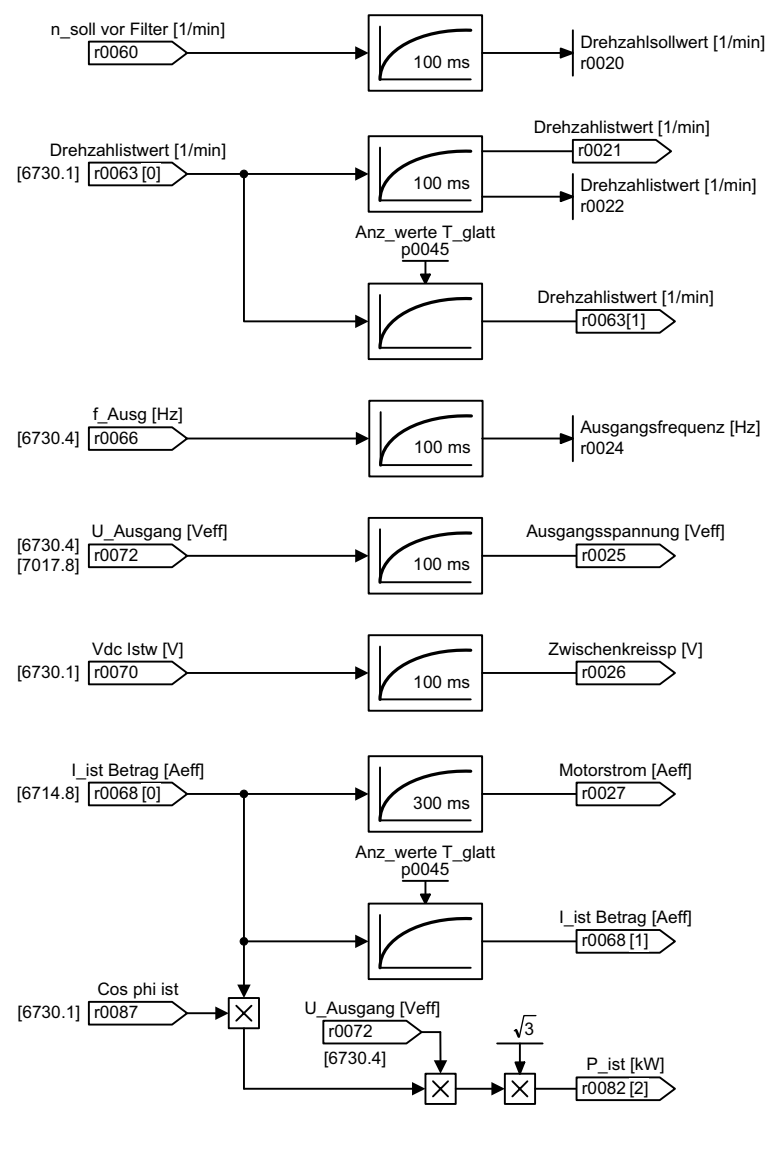 n_soll vor Filter [1/min]
r0060
100 ms
Drehzahlsollwert [1/min]
r0020
Drehzahlistwert [1/min]
[6730.1]
r0063 [0]
100 ms
Drehzahlistwert [1/min]
r0021
Drehzahlistwert [1/min]
r0022
Anz_werte T_glatt
p0045
Drehzahlistwert [1/min]
r0063[1]
f_Ausg [Hz]
[6730.4]
r0066
100 ms
Ausgangsfrequenz [Hz]
r0024
U_Ausgang [Veff]
[6730.4]
[7017.8]
r0072
100 ms
Ausgangsspannung [Veff]
r0025
Vdc Istw [V]
[6730.1]
r0070
100 ms
Zwischenkreissp [V]
r0026
I_ist Betrag [Aeff]
[6714.8]
r0068 [0]
300 ms
Motorstrom [Aeff]
r0027
Anz_werte T_glatt
p0045
I_ist Betrag [Aeff]
r0068 [1]
Cos phi ist
[6730.1]
r0087
U_Ausgang [Veff]
r0072
[6730.4]
√3
P_ist [kW]
r0082 [2]